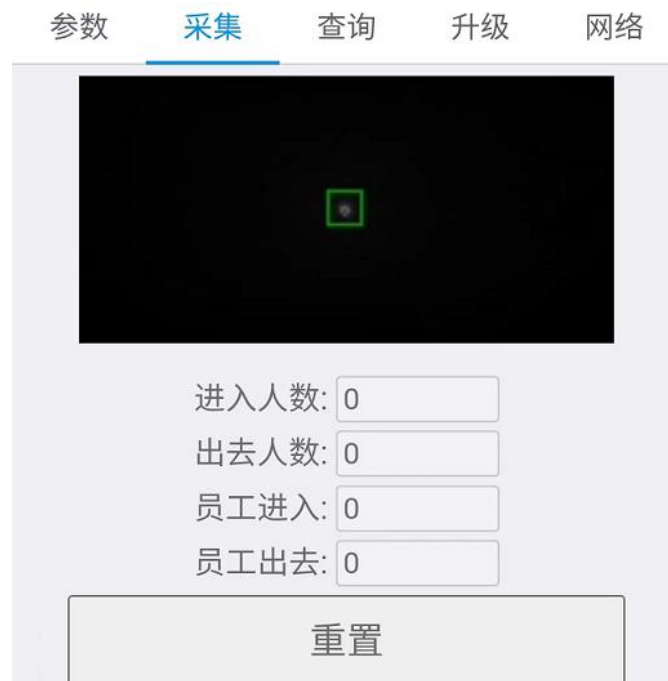 参数 采集 查询 升级 网络
进入人数: 0
出去人数: 0
员工进入: 0
员工出去: 0
重置